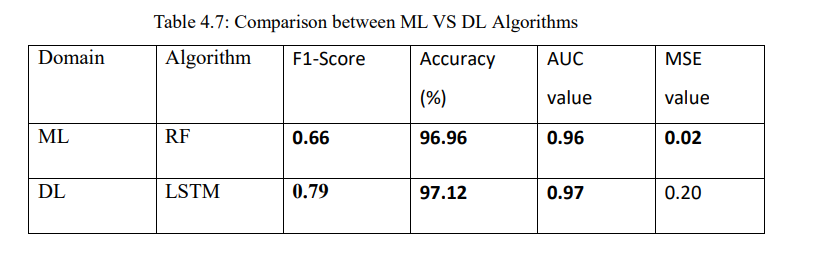 Table 4.7: Comparison between ML VS DL Algorithms
Domain Algorithm F1-Score Accuracy (%) AUC value MSE value
ML RF 0.66 96.96 0.96 0.02
DL LSTM 0.79 97.12 0.97 0.20